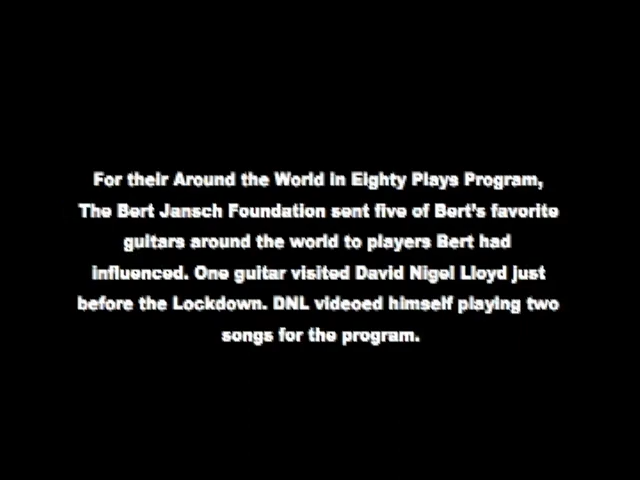 For their Around the World in Eighty Plays Program,
The Bert Jansch Foundation sent five of Bert's favorite
guitars around the world to players Bert had
influenced. One guitar visited David Nigel Lloyd just
before the Lockdown. DNL videoed himself playing two
songs for the program.